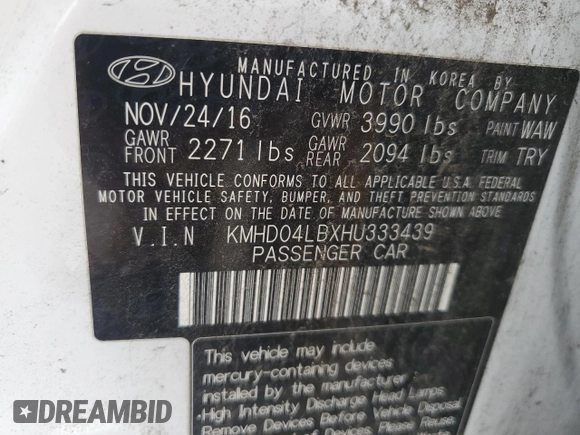 MANUFACTURED IN KOREA BY
HYUNDAI MOTOR COMPANY
NOV/24/16 GVWR 3990 lbs PAINT WAW
GAWR FRONT 2271 lbs GAWR REAR 2094 lbs TRIM TRY
THIS VEHICLE CONFORMS TO ALL APPLICABLE U.S.A. FEDERAL
MOTOR VEHICLE SAFETY, BUMPER, AND THEFT PREVENTION STANDARDS
IN EFFECT ON THE DATE OF MANUFACTURE SHOWN ABOVE.
V.I.N KMHD04LBXHU333439
PASSENGER CAR
This vehicle may include
mercury-containing devices
installed by the manufacturer
• High Intensity Discharge Head Lamps.
Remove Devices Before Vehicle Disposal
Devices. Please Reuse
DREAMBID